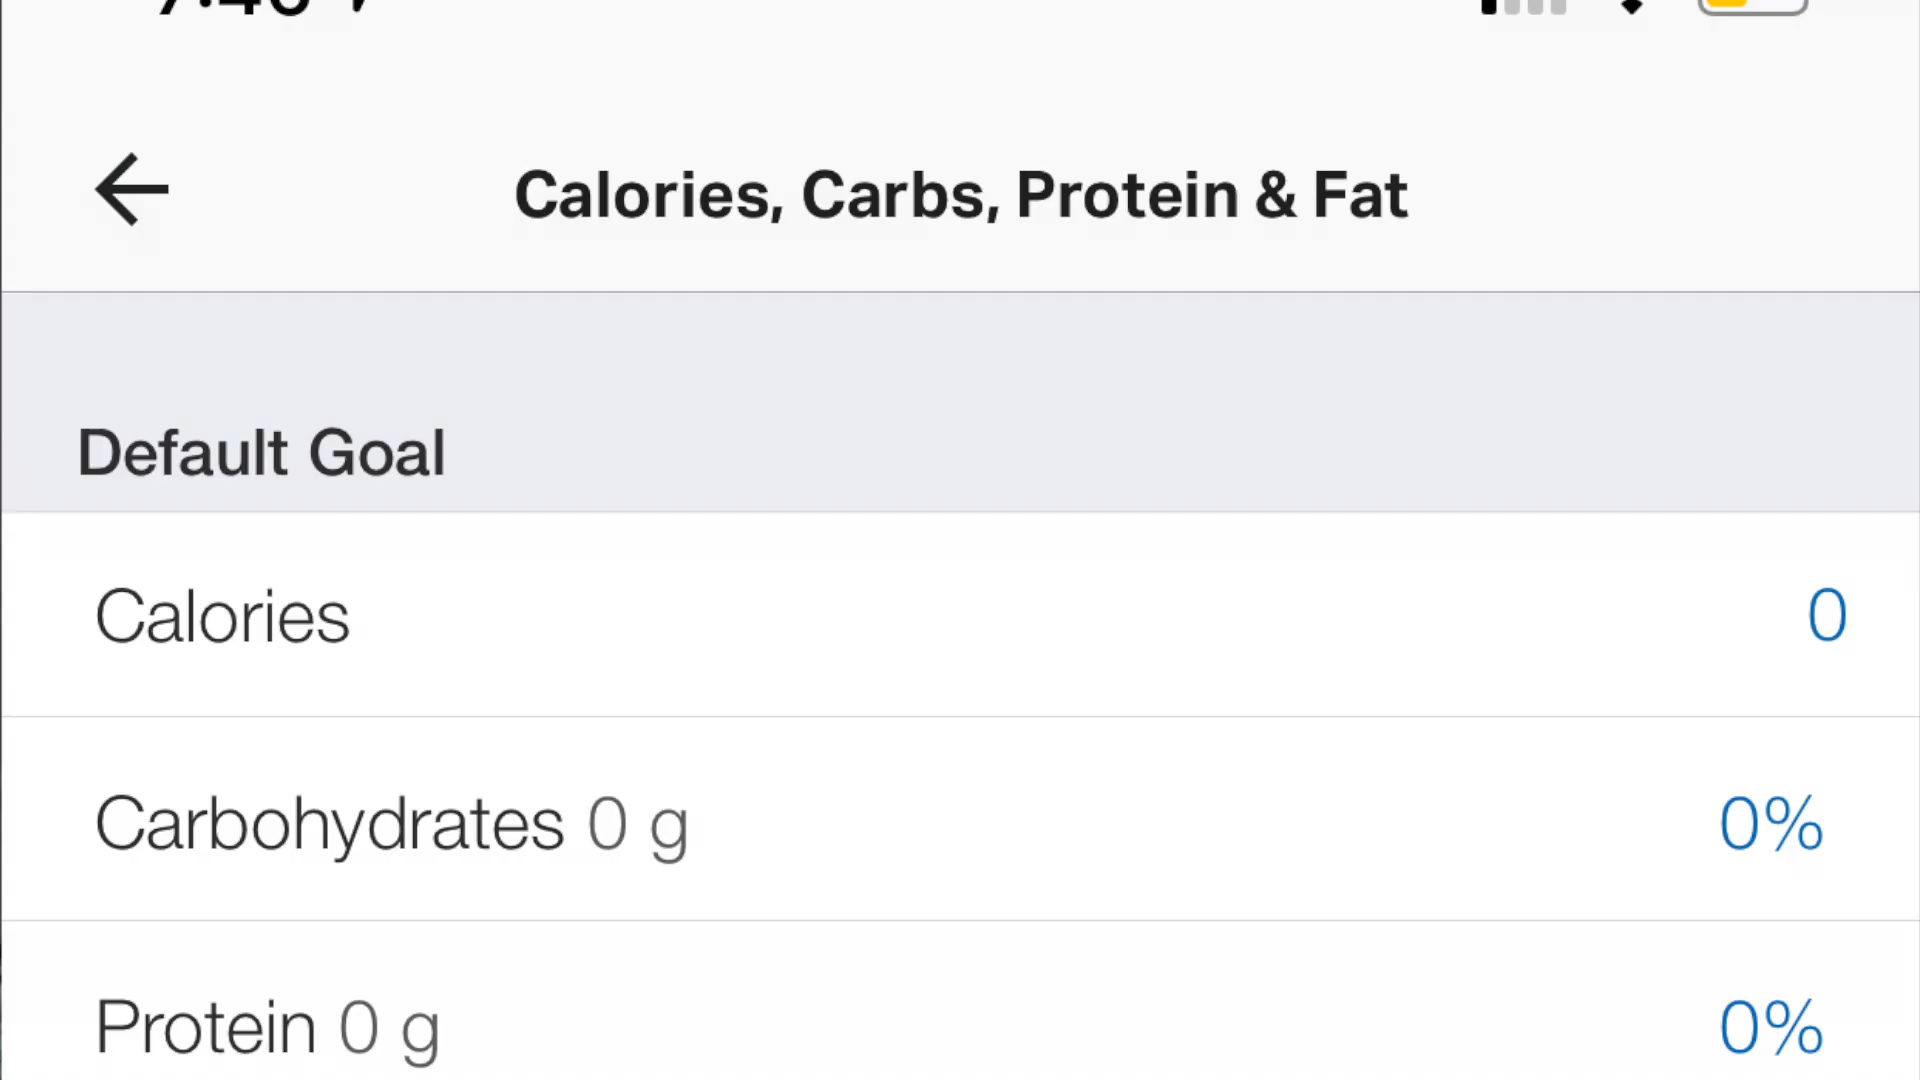 Calories, Carbs, Protein & Fat
Default Goal
Calories 0
Carbohydrates 0 g 0%
Protein 0 g 0%